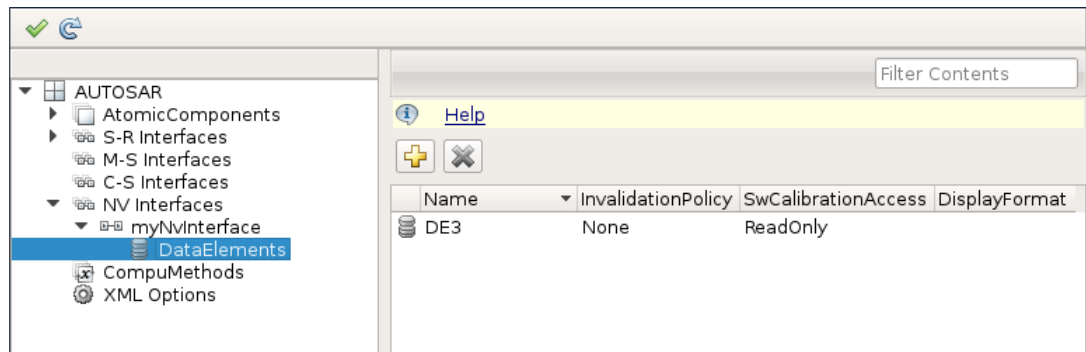 Filter Contents
AUTOSAR
AtomicComponents
S-R Interfaces
M-S Interfaces
C-S Interfaces
NV Interfaces
myNvInterface
DataElements
CompuMethods
XML Options
Help
Name InvalidationPolicy SwCalibrationAccess DisplayFormat
DE3 None ReadOnly